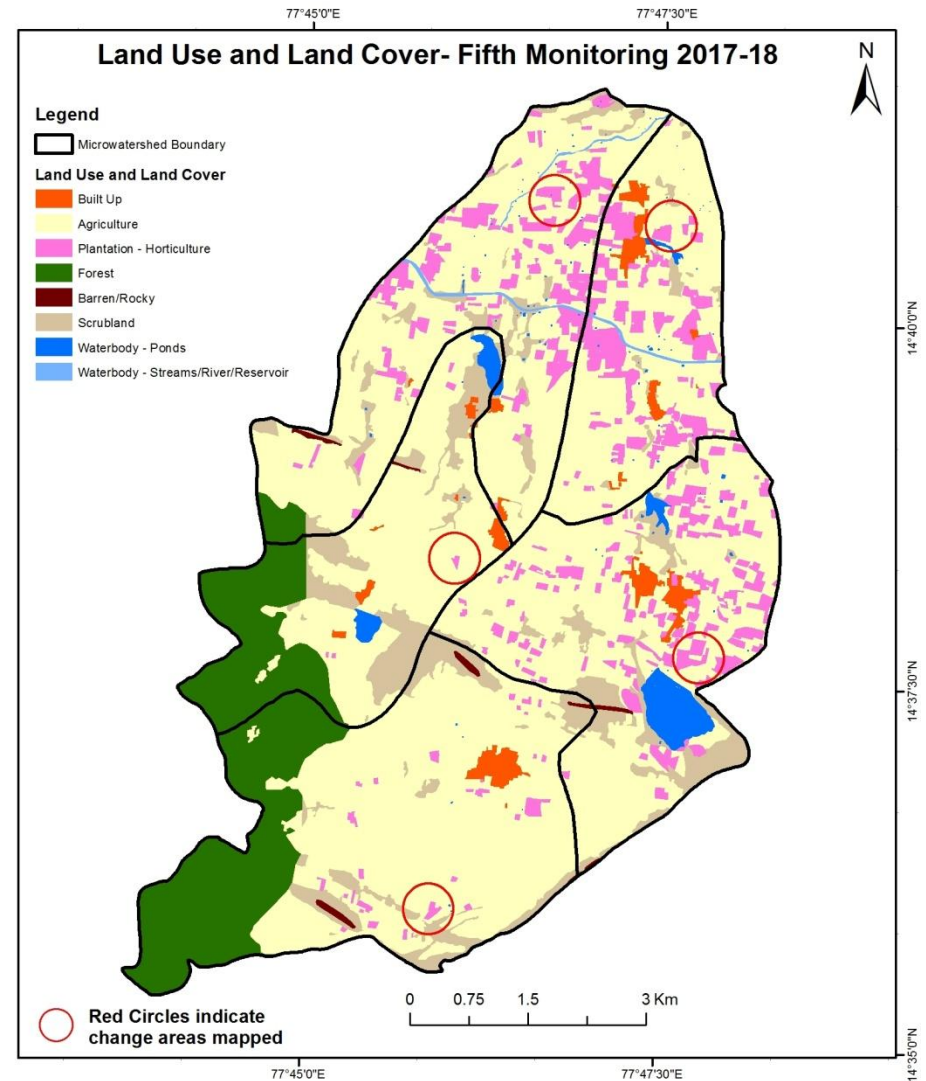 77°45'0"E 77°47'30"E
Land Use and Land Cover- Fifth Monitoring 2017-18
N
Legend
Microwatershed Boundary
Land Use and Land Cover
Built Up
Agriculture
Plantation - Horticulture
Forest
Barren/Rocky
Scrubland
Waterbody - Ponds
Waterbody - Streams/River/Reservoir
14°40'0"N
14°37'30"N
14°35'0"N
0 0.75 1.5 3 Km
Red Circles indicate
change areas mapped
77°45'0"E 77°47'30"E